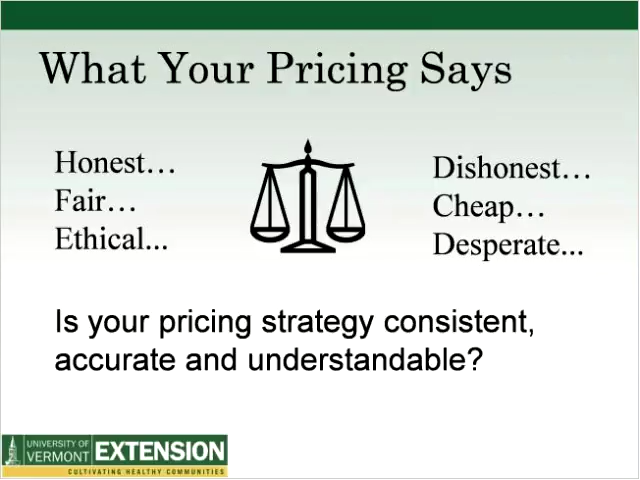 What Your Pricing Says
Honest…
Fair…
Ethical...
Dishonest…
Cheap…
Desperate...
Is your pricing strategy consistent,
accurate and understandable?
UNIVERSITY OF
VERMONT
EXTENSION
CULTIVATING HEALTHY COMMUNITIES